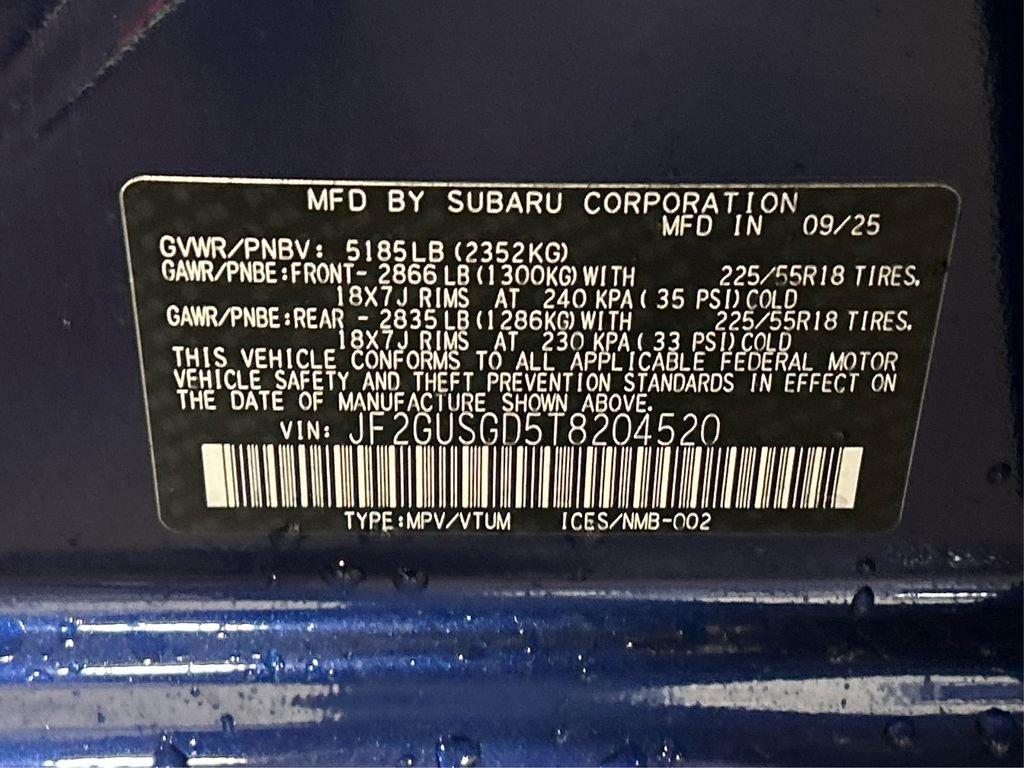 MFD BY SUBARU CORPORATION
MFD IN 09/25
GVWR/PNBV: 5185LB (2352KG)
GAWR/PNBE:FRONT- 2866 LB (1300KG) WITH 225/55R18 TIRES.
18X7J RIMS AT 240 KPA ( 35 PSI) COLD
GAWR/PNBE:REAR - 2835 LB (1286KG) WITH 225/55R18 TIRES.
18X7J RIMS AT 230 KPA ( 33 PSI) COLD
THIS VEHICLE CONFORMS TO ALL APPLICABLE FEDERAL MOTOR
VEHICLE SAFETY AND THEFT PREVENTION STANDARDS IN EFFECT ON
THE DATE OF MANUFACTURE SHOWN ABOVE.
VIN: JF2GUSGD5T8204520
TYPE:MPV/VTUM ICES/NMB-002